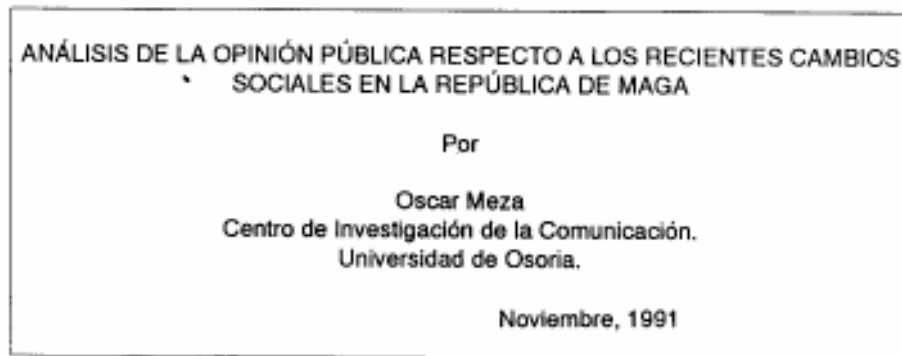 ANÁLISIS DE LA OPINIÓN PÚBLICA RESPECTO A LOS RECIENTES CAMBIOS
SOCIALES EN LA REPÚBLICA DE MAGA
Por
Oscar Meza
Centro de Investigación de la Comunicación.
Universidad de Osoria.
Noviembre, 1991